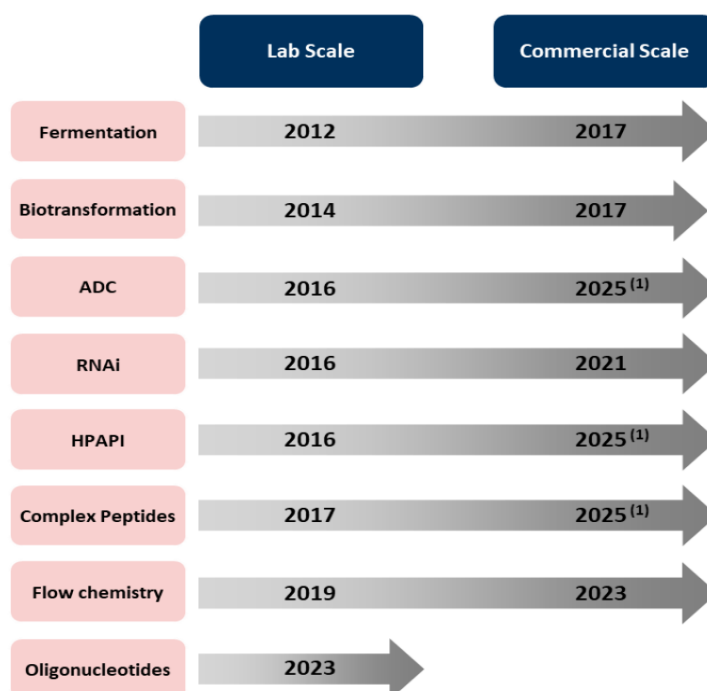 Lab Scale Commercial Scale
Fermentation 2012 2017
Biotransformation 2014 2017
ADC 2016 2025 (1)
RNAi 2016 2021
HPAPI 2016 2025 (1)
Complex Peptides 2017 2025 (1)
Flow chemistry 2019 2023
Oligonucleotides 2023